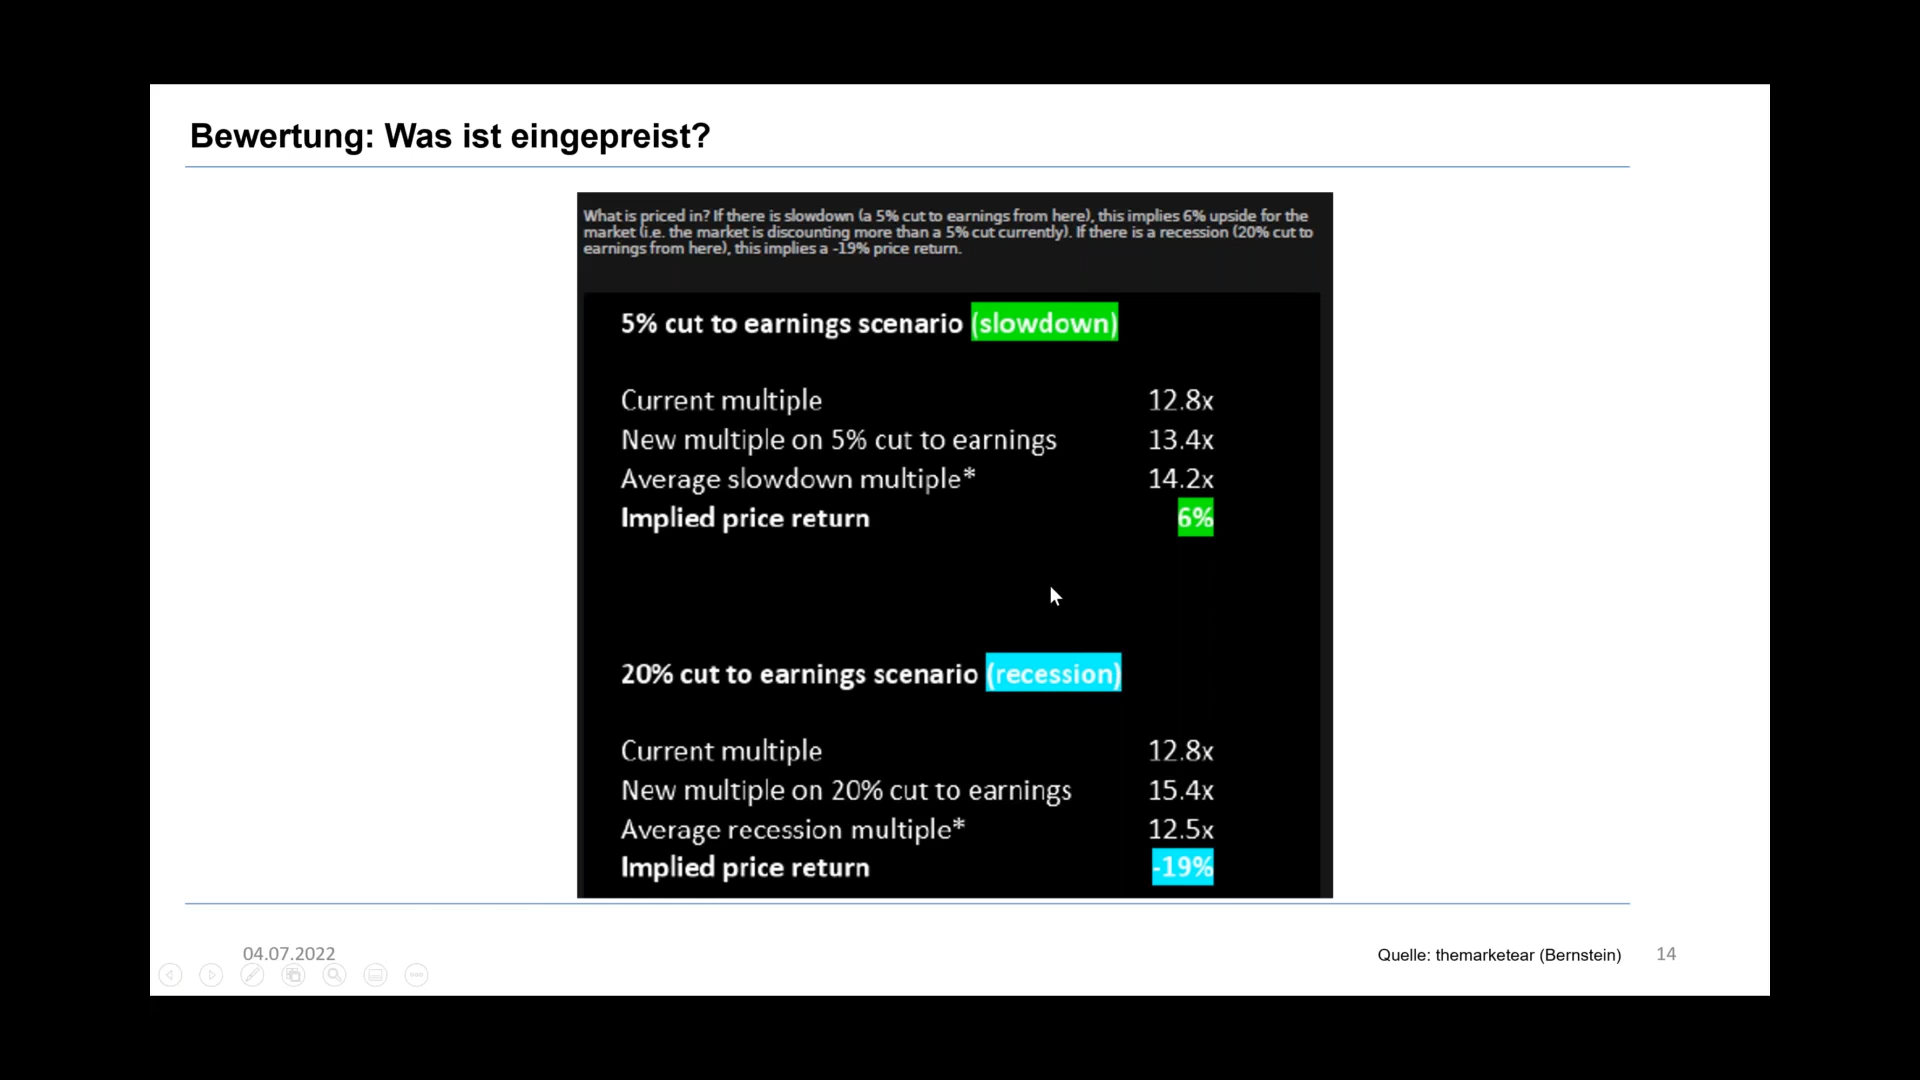 Bewertung: Was ist eingepreist?
What is priced in? If there is slowdown (a 5% cut to earnings from here), this implies 6% upside for the
market (i.e. the market is discounting more than a 5% cut currently). If there is a recession (20% cut to
earnings from here), this implies a -19% price return.
5% cut to earnings scenario (slowdown)
Current multiple 12.8x
New multiple on 5% cut to earnings 13.4x
Average slowdown multiple* 14.2x
Implied price return 6%
20% cut to earnings scenario (recession)
Current multiple 12.8x
New multiple on 20% cut to earnings 15.4x
Average recession multiple* 12.5x
Implied price return -19%
04.07.2022
Quelle: themarketear (Bernstein) 14